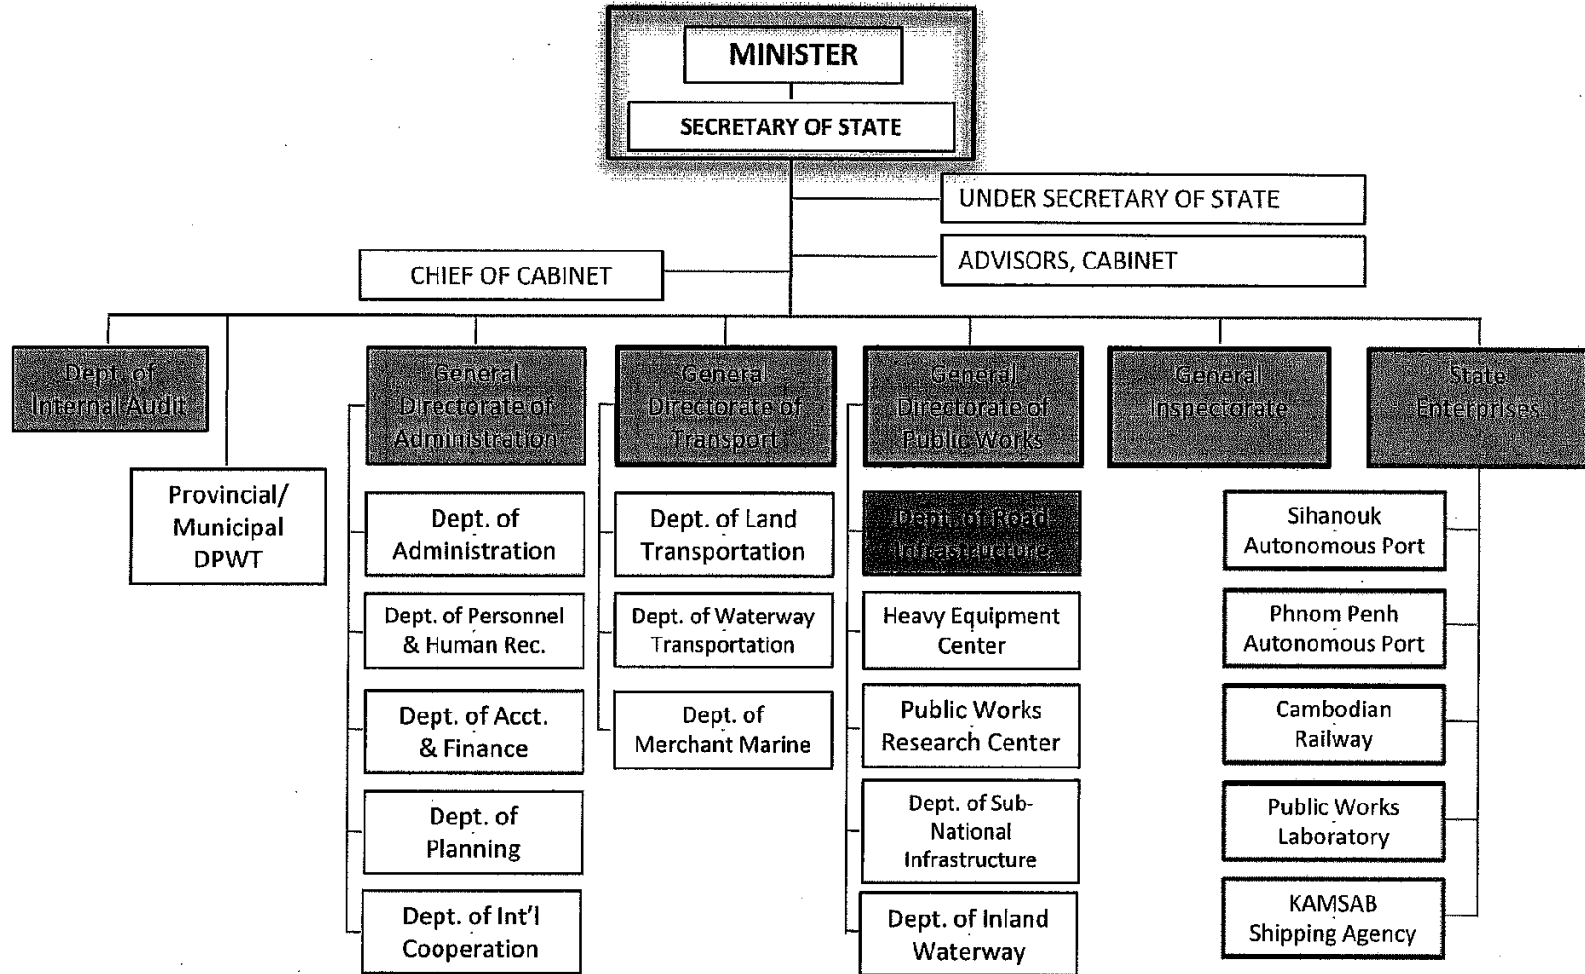 MINISTER
SECRETARY OF STATE
UNDER SECRETARY OF STATE
ADVISORS, CABINET
CHIEF OF CABINET
Dept. of
Internal Audit
Provincial/
Municipal
DPWT
General
Directorate of
Administration
Dept. of
Administration
Dept. of Personnel
& Human Rec.
Dept. of Acct.
& Finance
Dept. of
Planning
Dept. of Int'l
Cooperation
General
Directorate of
Transport
Dept. of Land
Transportation
Dept. of Waterway
Transportation
Dept. of
Merchant Marine
General
Directorate of
Public Works
Dept. of Road
Infrastructure
Heavy Equipment
Center
Public Works
Research Center
Dept. of Sub-
National
Infrastructure
Dept. of Inland
Waterway
General
Inspectorate
State
Enterprises
Sihanouk
Autonomous Port
Phnom Penh
Autonomous Port
Cambodian
Railway
Public Works
Laboratory
KAMSAB
Shipping Agency